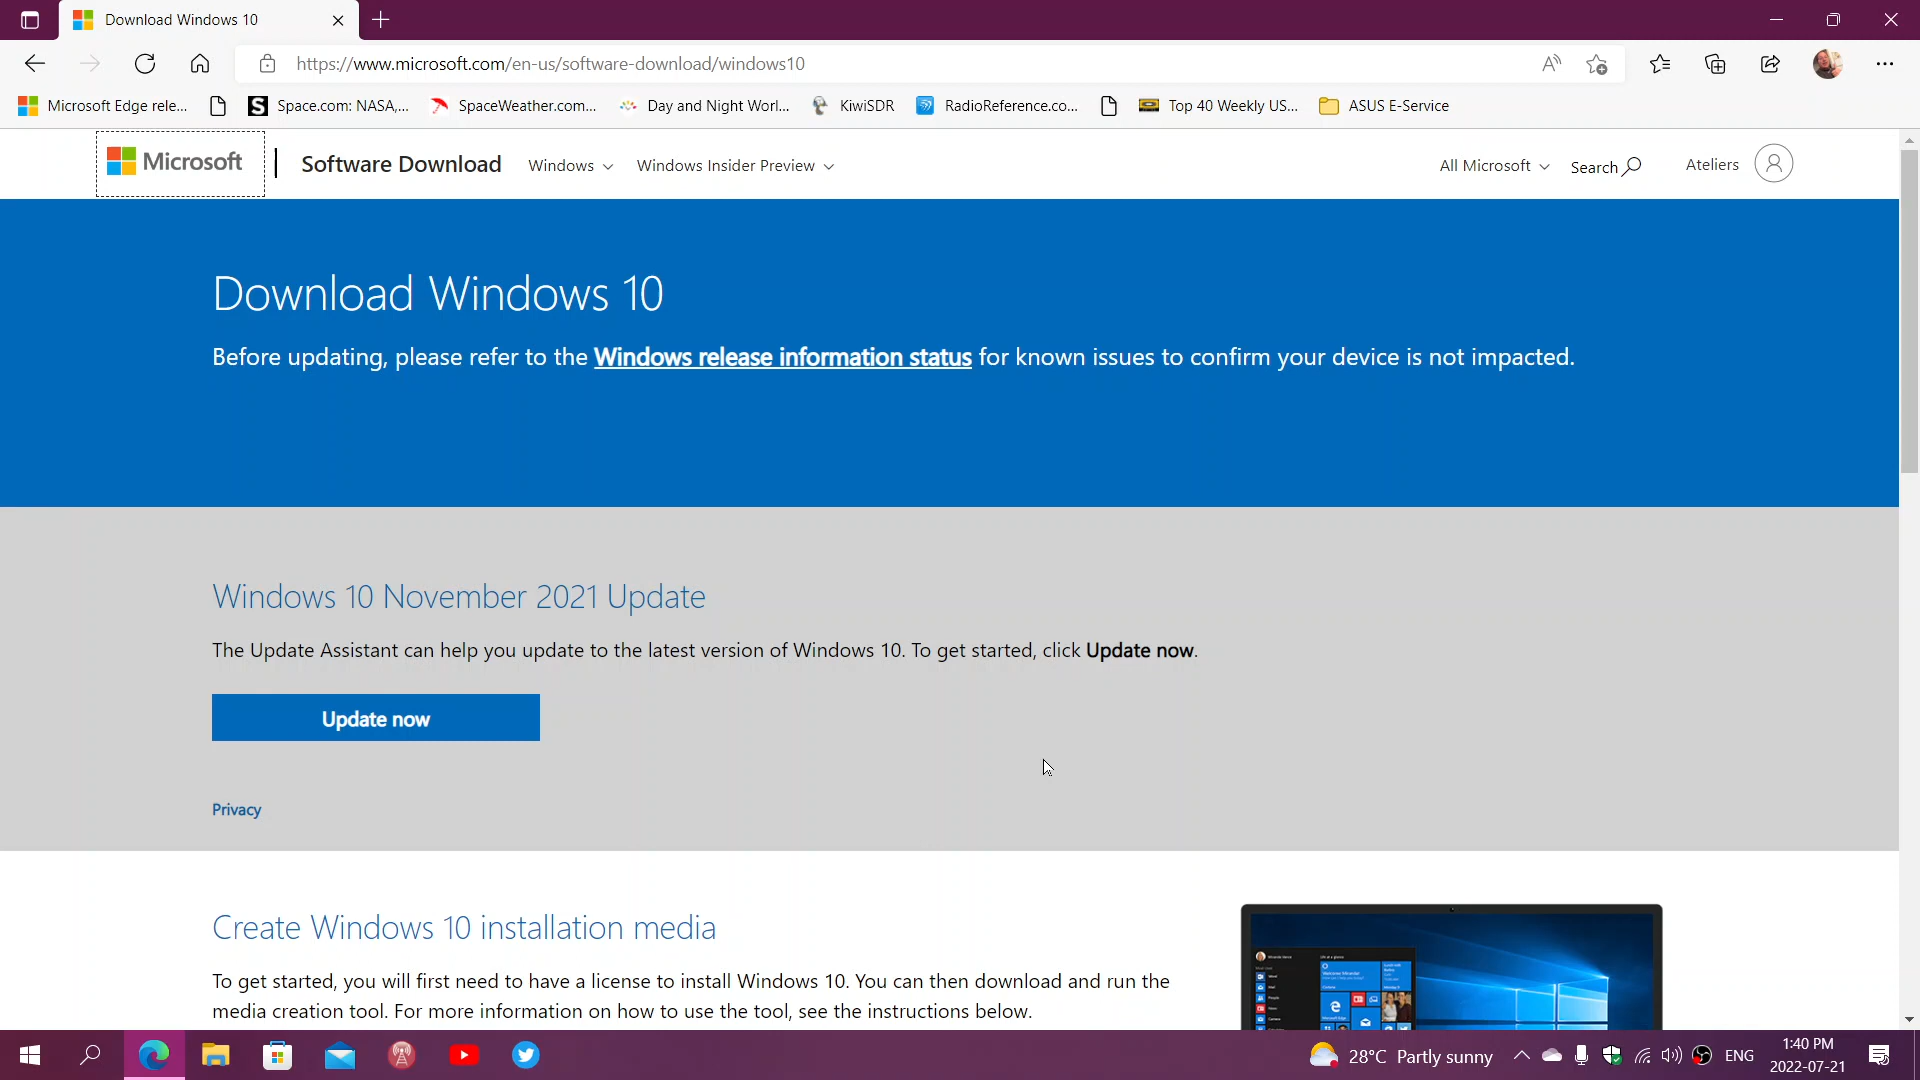 Download Windows 10
https://www.microsoft.com/en-us/software-download/windows10
Microsoft Edge rele...
Space.com: NASA,...
SpaceWeather.com...
Day and Night Worl...
KiwiSDR
RadioReference.co...
Top 40 Weekly US...
ASUS E-Service
Microsoft
Software Download
Windows
Windows Insider Preview
All Microsoft
Search
Ateliers
Download Windows 10
Before updating, please refer to the Windows release information status for known issues to confirm your device is not impacted.
Windows 10 November 2021 Update
The Update Assistant can help you update to the latest version of Windows 10. To get started, click Update now.
Update now
Privacy
Create Windows 10 installation media
To get started, you will first need to have a license to install Windows 10. You can then download and run the
media creation tool. For more information on how to use the tool, see the instructions below.
28°C Partly sunny
ENG
1:40 PM
2022-07-21